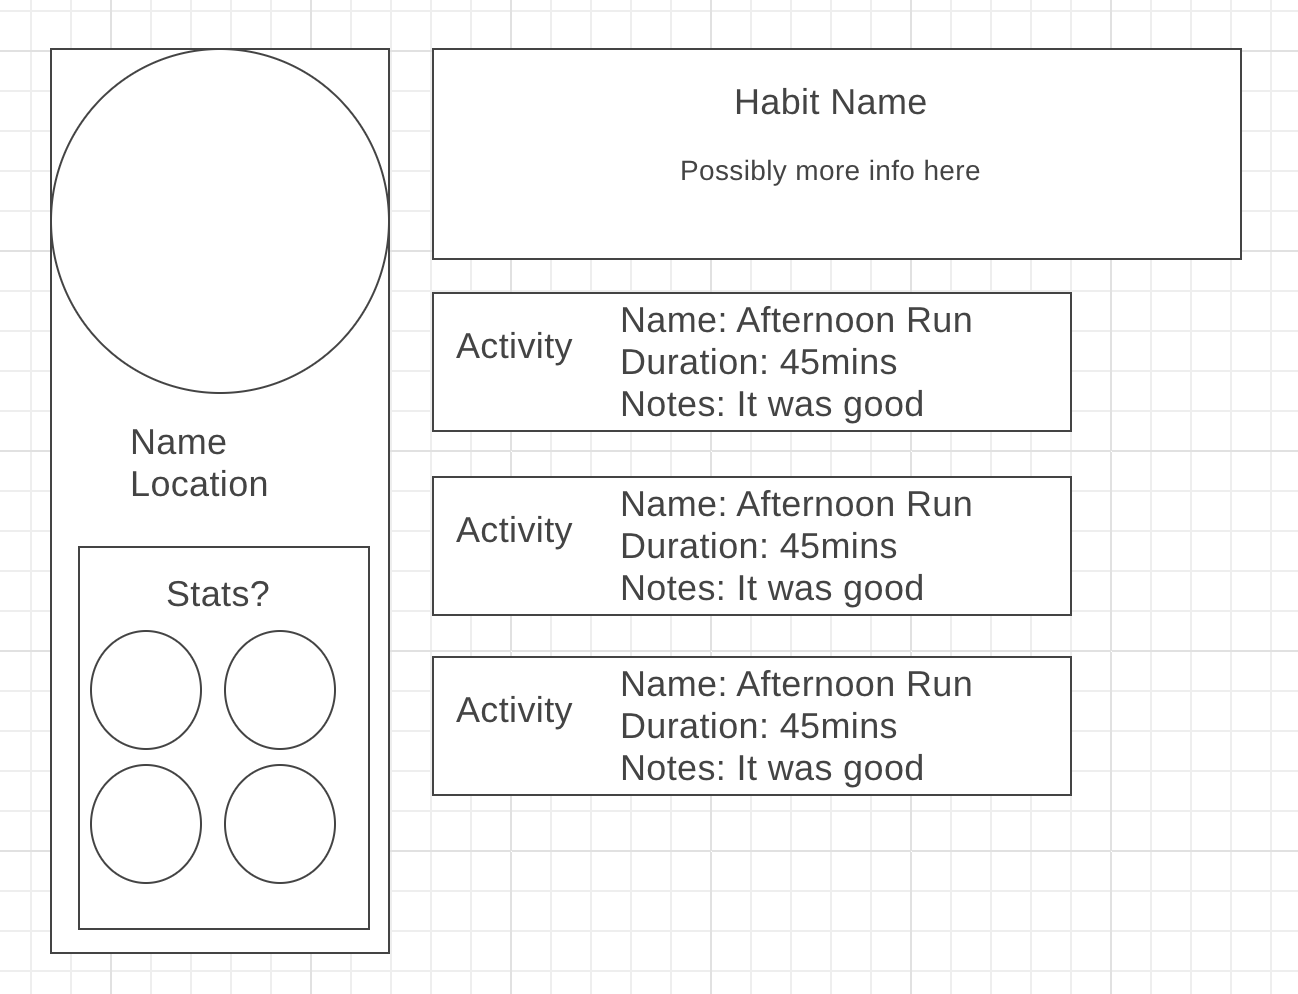 Name
Location
Stats?
Habit Name
Possibly more info here
Activity
Name: Afternoon Run
Duration: 45mins
Notes: It was good
Activity
Name: Afternoon Run
Duration: 45mins
Notes: It was good
Activity
Name: Afternoon Run
Duration: 45mins
Notes: It was good